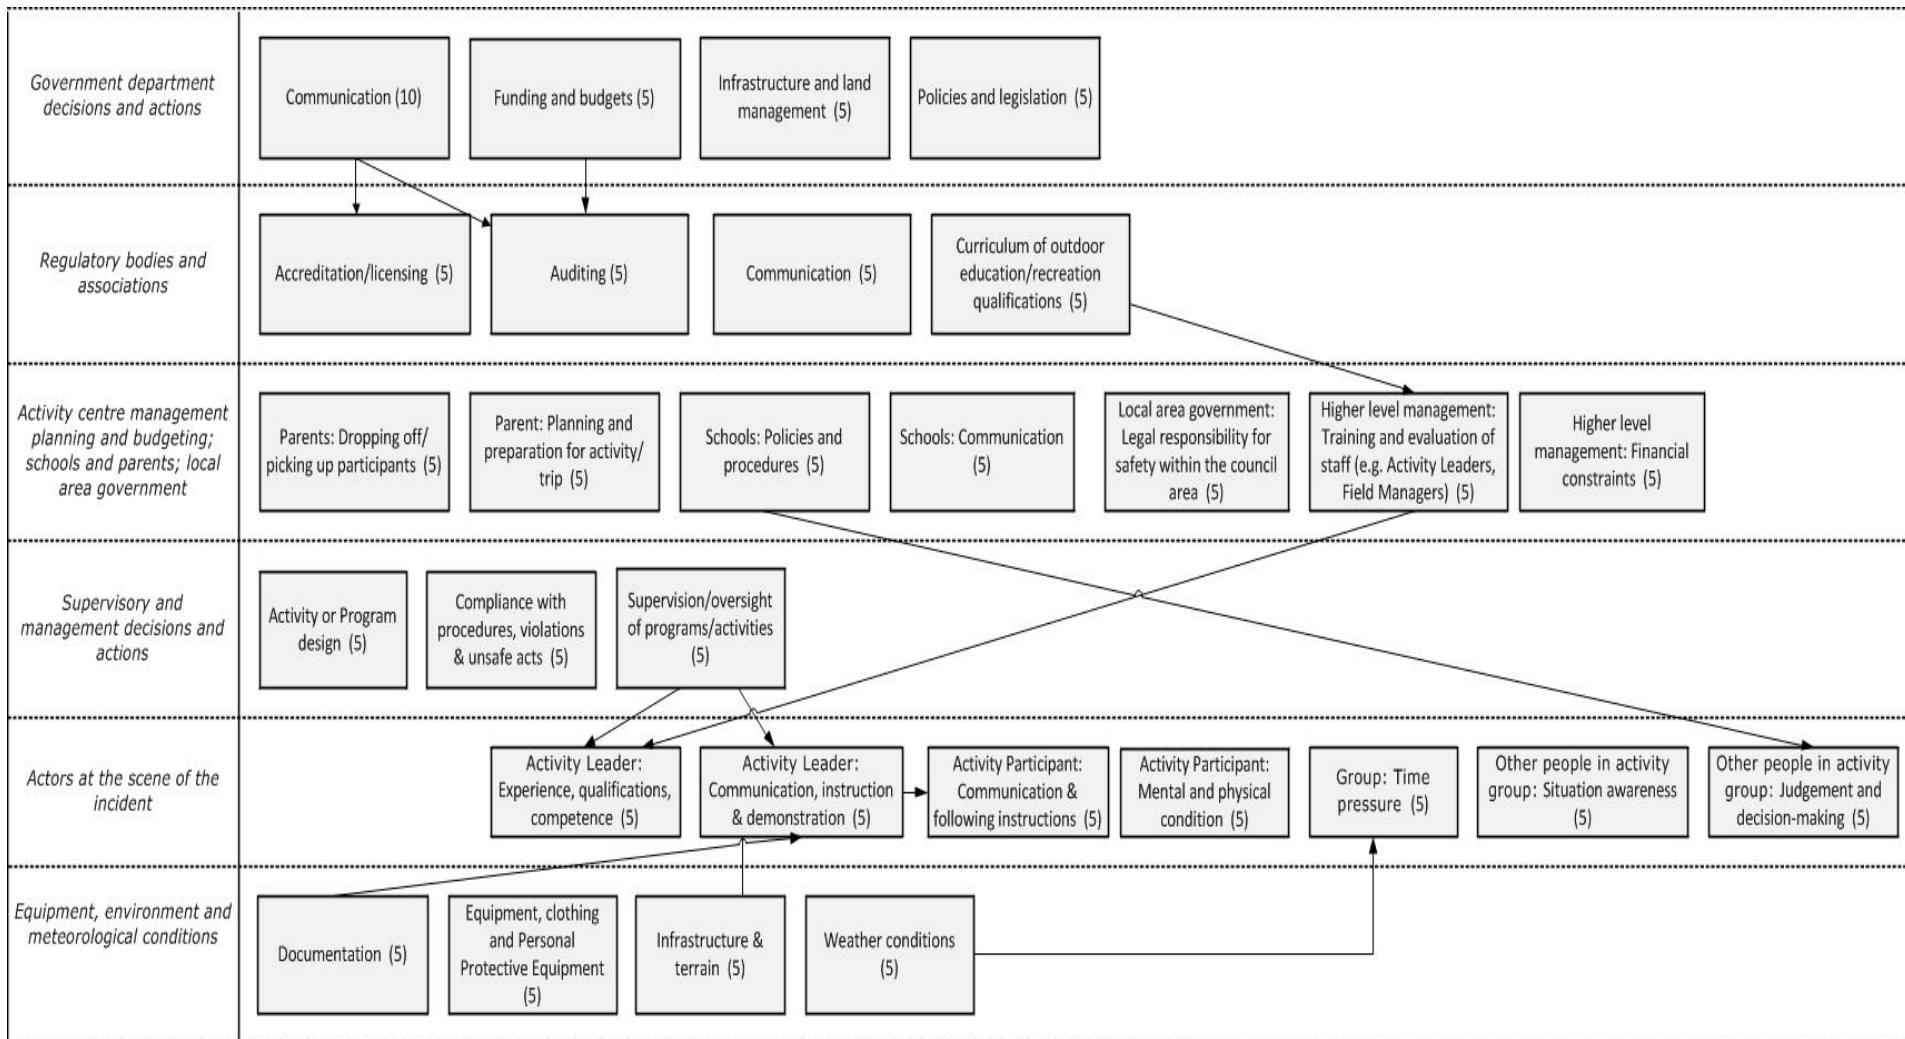 Government department
decisions and actions
Communication (10)
Funding and budgets (5)
Infrastructure and land
management (5)
Policies and legislation (5)
Regulatory bodies and
associations
Accreditation/licensing (5)
Auditing (5)
Communication (5)
Curriculum of outdoor
education/recreation
qualifications (5)
Activity centre management
planning and budgeting;
schools and parents; local
area government
Parents: Dropping off/
picking up participants (5)
Parent: Planning and
preparation for activity/
trip (5)
Schools: Policies and
procedures (5)
Schools: Communication
(5)
Local area government:
Legal responsibility for
safety within the council
area (5)
Higher level management:
Training and evaluation of
staff (e.g. Activity Leaders,
Field Managers) (5)
Higher level
management: Financial
constraints (5)
Supervisory and
management decisions and
actions
Activity or Program
design (5)
Compliance with
procedures, violations
& unsafe acts (5)
Supervision/oversight
of programs/activities
(5)
Actors at the scene of the
incident
Activity Leader:
Experience, qualifications,
competence (5)
Activity Leader:
Communication, instruction
& demonstration (5)
Activity Participant:
Communication &
following instructions (5)
Activity Participant:
Mental and physical
condition (5)
Group: Time
pressure (5)
Other people in activity
group: Situation awareness
(5)
Other people in activity
group: Judgement and
decision-making (5)
Equipment, environment and
meteorological conditions
Documentation (5)
Equipment, clothing
and Personal
Protective Equipment
(5)
Infrastructure &
terrain (5)
Weather conditions
(5)